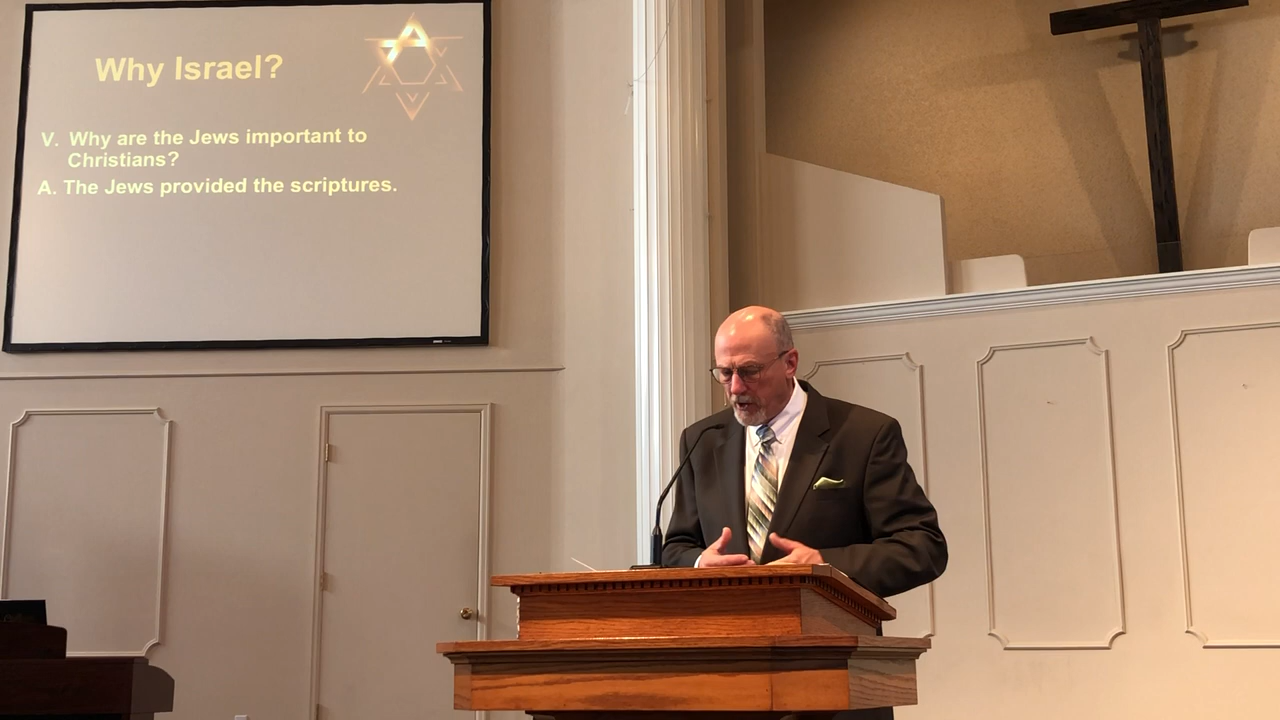 Why Israel?
V. Why are the Jews important to
Christians?
A. The Jews provided the scriptures.